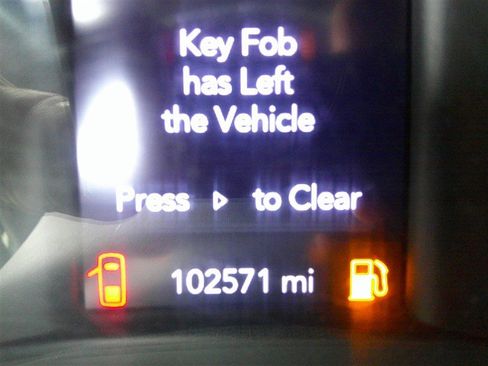 Key Fob
has Left
the Vehicle
Press ▷ to Clear
102571 mi